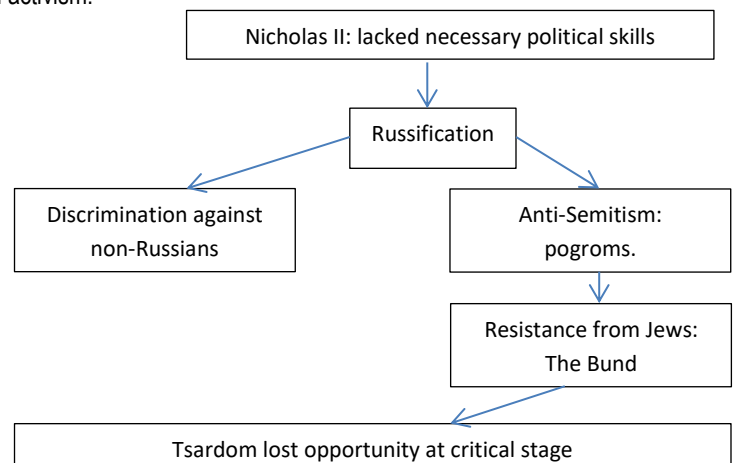 activism.
Nicholas II: lacked necessary political skills
Russification
Discrimination against
non-Russians
Anti-Semitism:
pogroms.
Resistance from Jews:
The Bund
Tsardom lost opportunity at critical stage